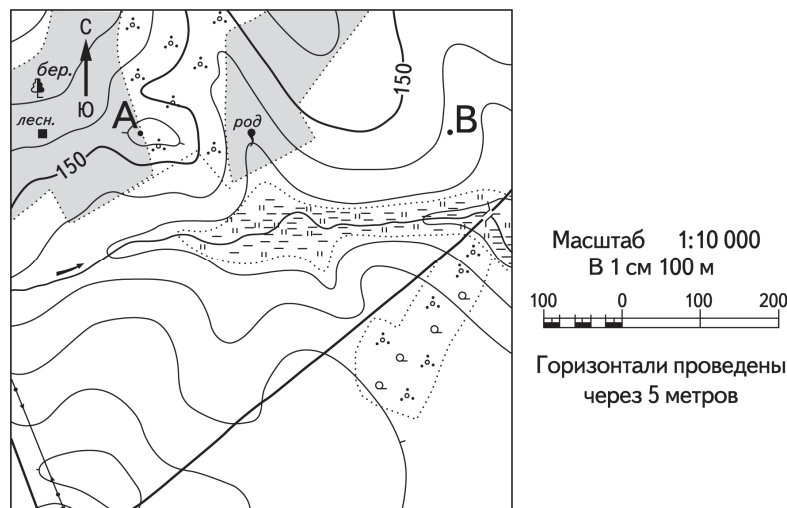 С
бер.
Ю
А
лесн.
род
150
.В
150
Масштаб 1:10 000
В 1 см 100 м
100 0 100 200
Горизонтали проведены
через 5 метров